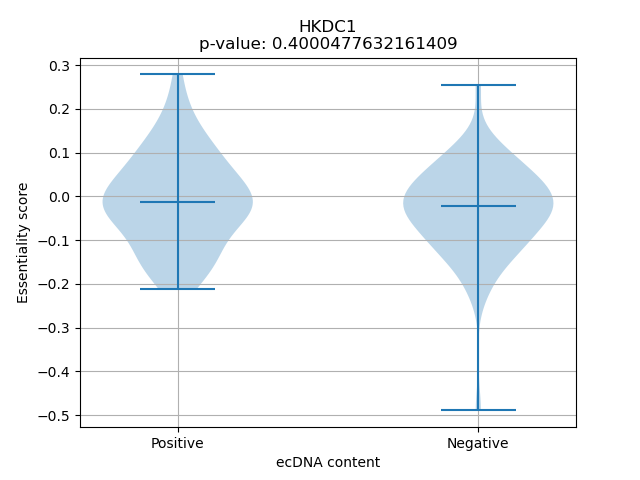 HKDC1
p-value: 0.4000477632161409
0.3
0.2
0.1
0.0
−0.1
−0.2
−0.3
−0.4
−0.5
Essentiality score
Positive
Negative
ecDNA content